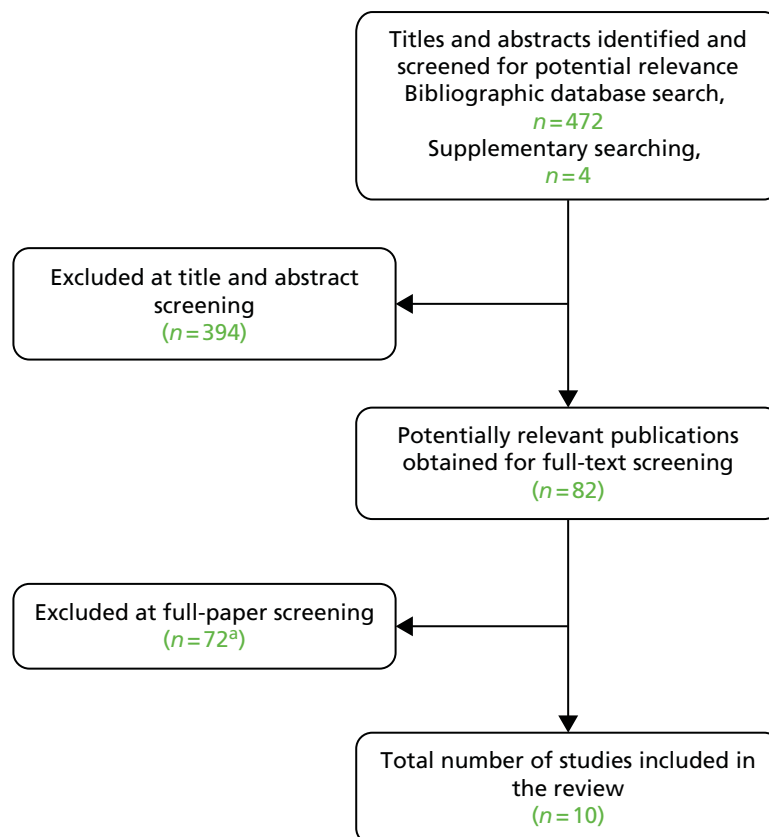 Titles and abstracts identified and
screened for potential relevance
Bibliographic database search,
n=472
Supplementary searching,
n=4
Excluded at title and abstract
screening
(n=394)
Potentially relevant publications
obtained for full-text screening
(n=82)
Excluded at full-paper screening
(n=72ᵃ)
Total number of studies included in
the review
(n=10)